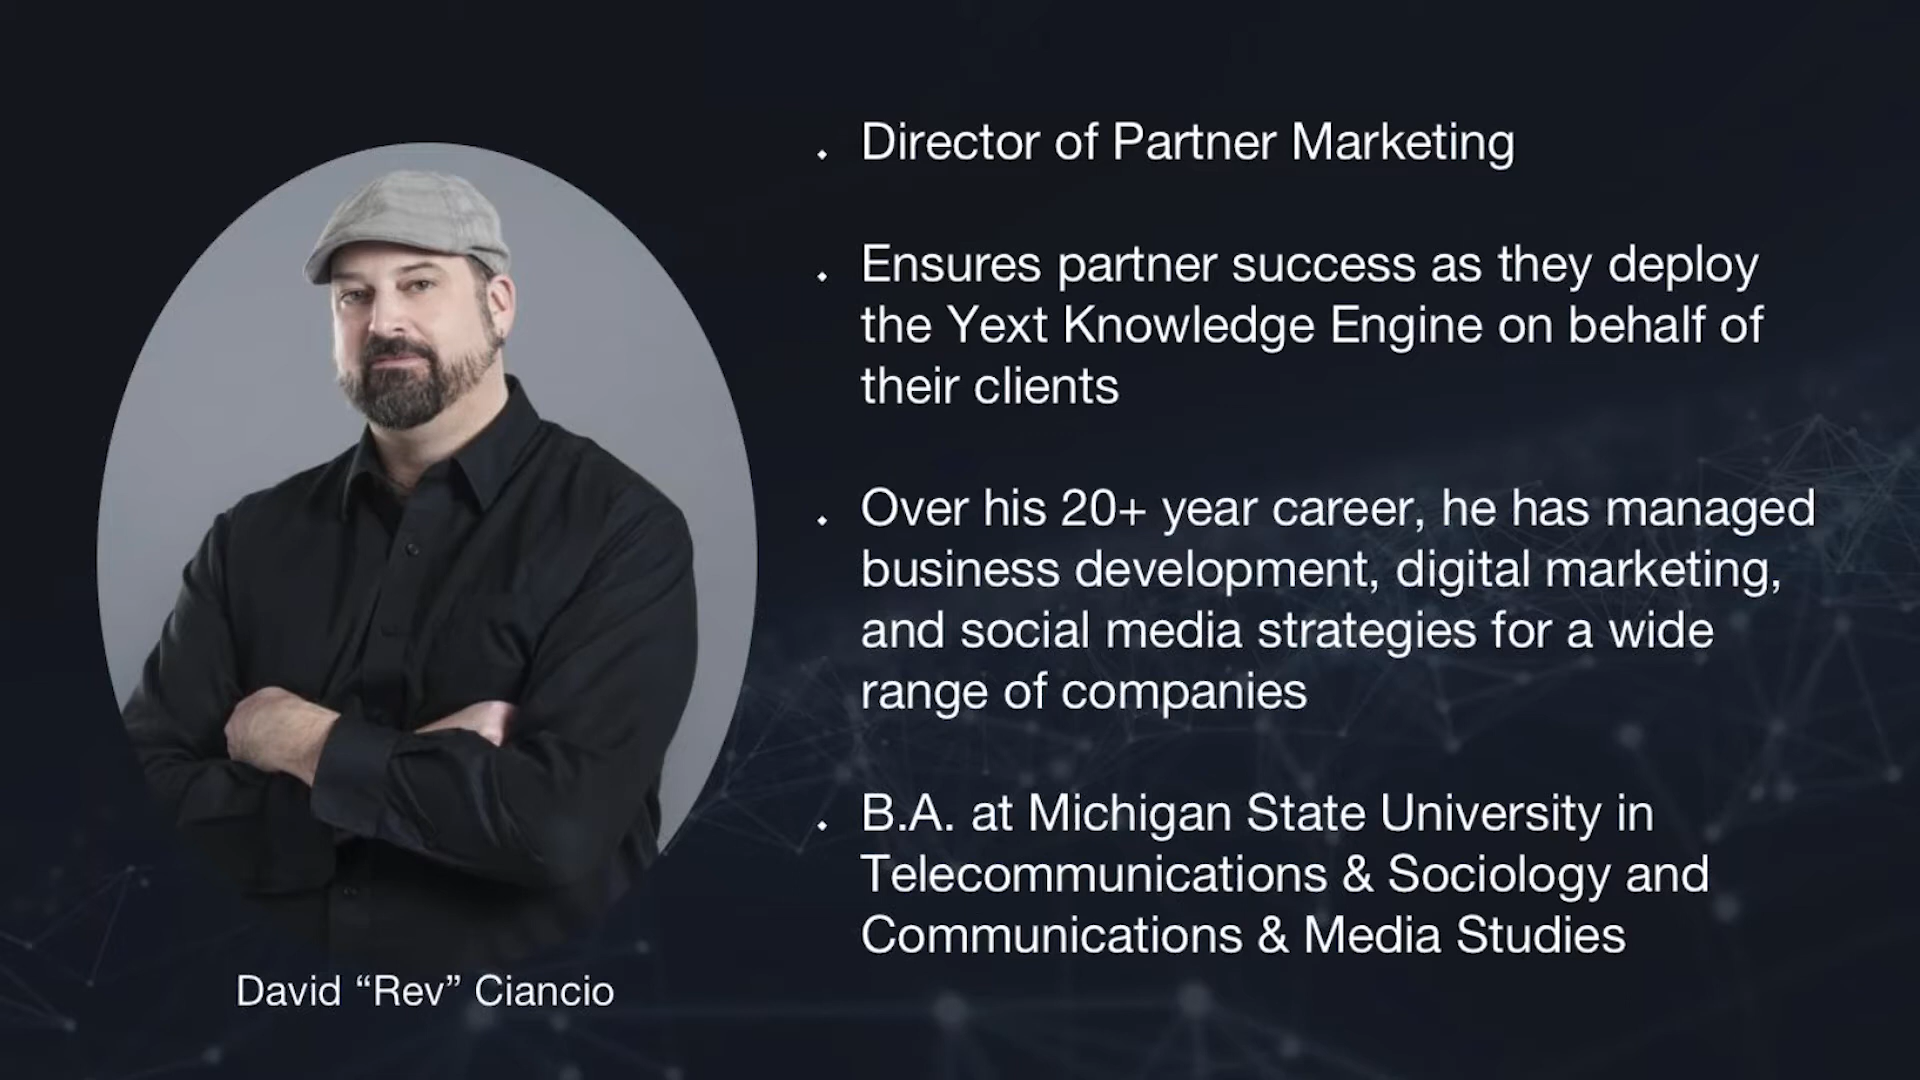 Director of Partner Marketing
Ensures partner success as they deploy
the Yext Knowledge Engine on behalf of
their clients
Over his 20+ year career, he has managed
business development, digital marketing,
and social media strategies for a wide
range of companies
B.A. at Michigan State University in
Telecommunications & Sociology and
Communications & Media Studies
David “Rev” Ciancio